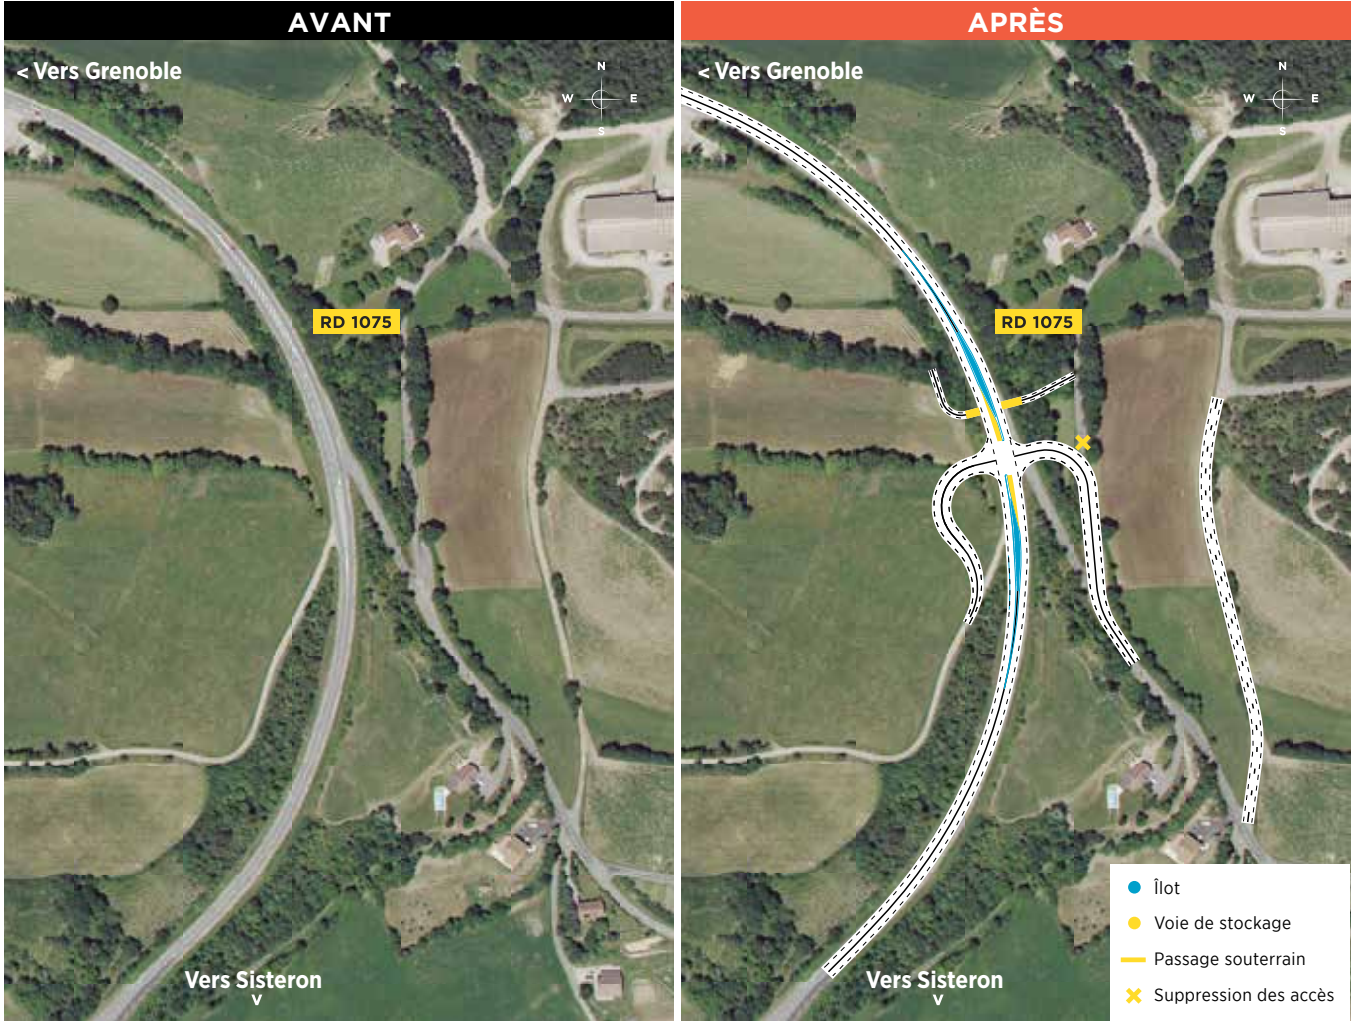 AVANT
< Vers Grenoble
N
W E
S
RD 1075
Vers Sisteron
v
APRÈS
< Vers Grenoble
N
W E
S
RD 1075
Vers Sisteron
v
Îlot
Voie de stockage
Passage souterrain
Suppression des accès